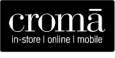 cromā
in-store | online | mobile